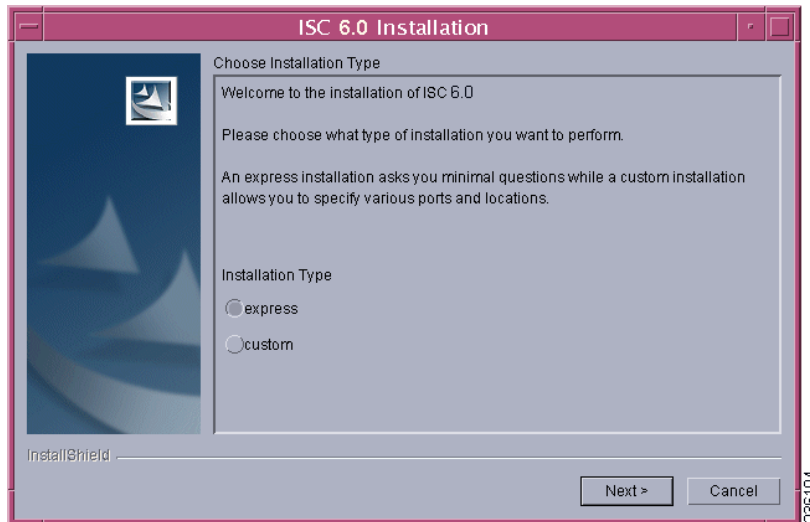 ISC 6.0 Installation
Choose Installation Type
Welcome to the installation of ISC 6.0
Please choose what type of installation you want to perform.
An express installation asks you minimal questions while a custom installation
allows you to specify various ports and locations.
Installation Type
express
custom
InstallShield
Next >
Cancel